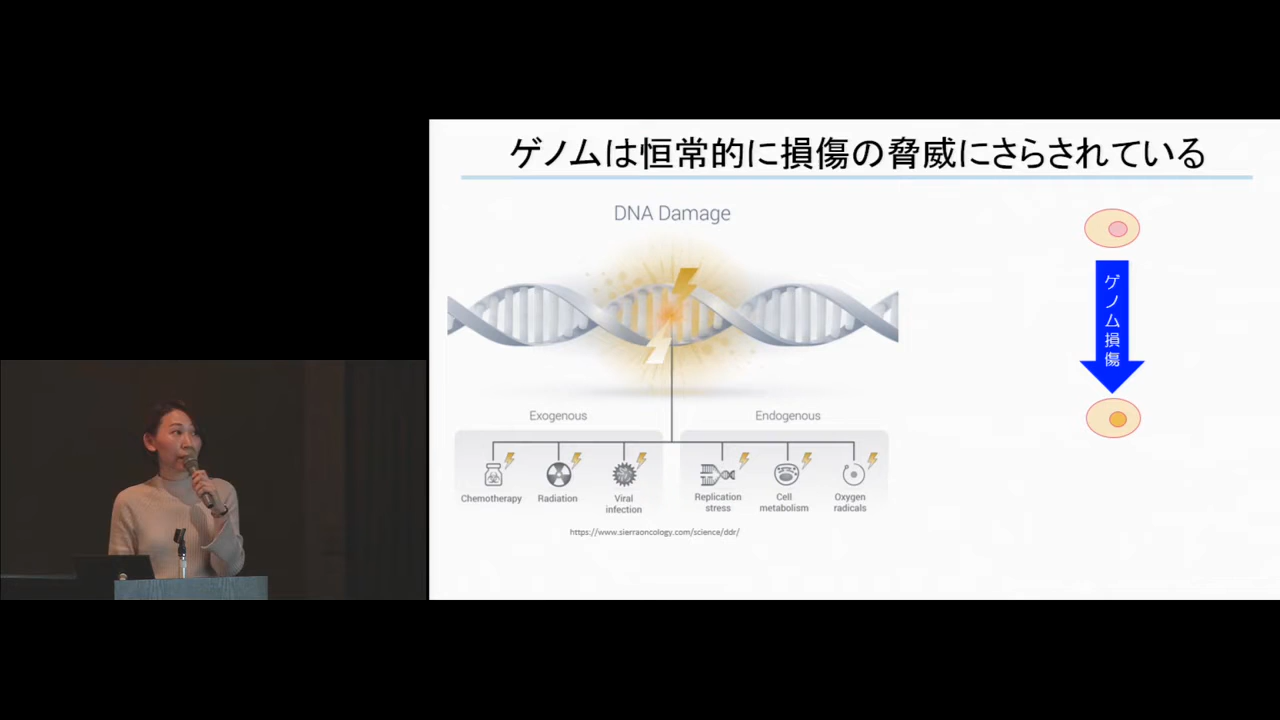 ゲノムは恒常的に損傷の脅威にさらされている
DNA Damage
Exogenous
Endogenous
Chemotherapy
Radiation
Viral
infection
Replication
stress
Cell
metabolism
Oxygen
radicals
https://www.sierraoncology.com/science/ddr/
ゲノム損傷